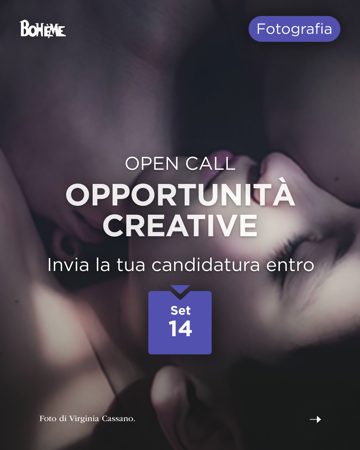 BOHÈME
Fotografia
OPEN CALL
OPPORTUNITÀ
CREATIVE
Invia la tua candidatura entro
Set
14
Foto di Virginia Cassano.